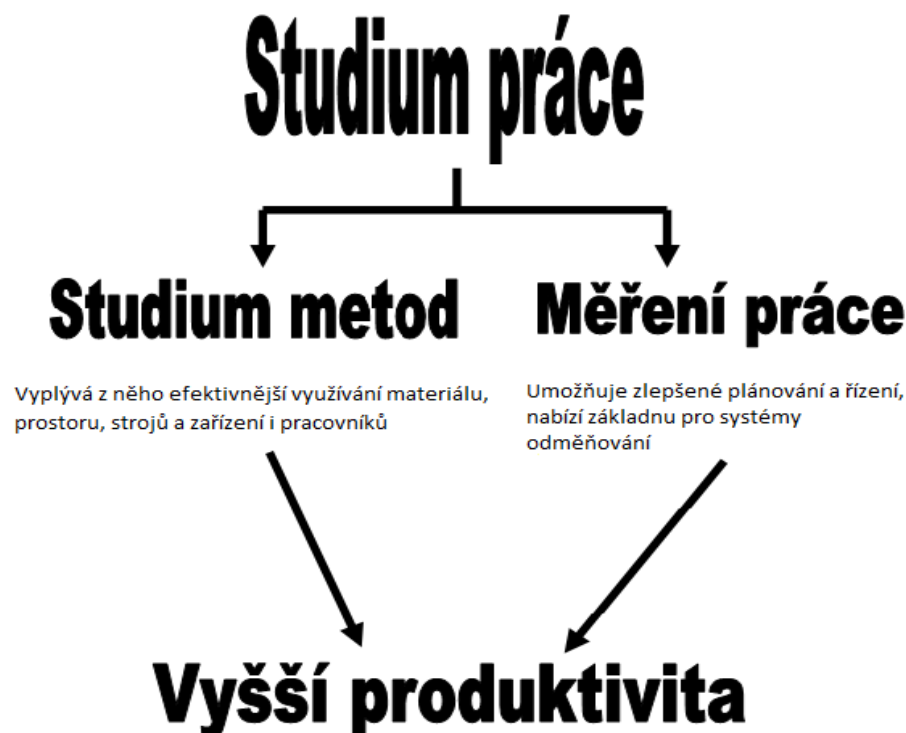 Studium práce
Studium metod
Vyplývá z něho efektivnější využívání materiálu,
prostoru, strojů a zařízení i pracovníků
Měření práce
Umožňuje zlepšené plánování a řízení,
nabízí základnu pro systémy
odměňování
Vyšší produktivita